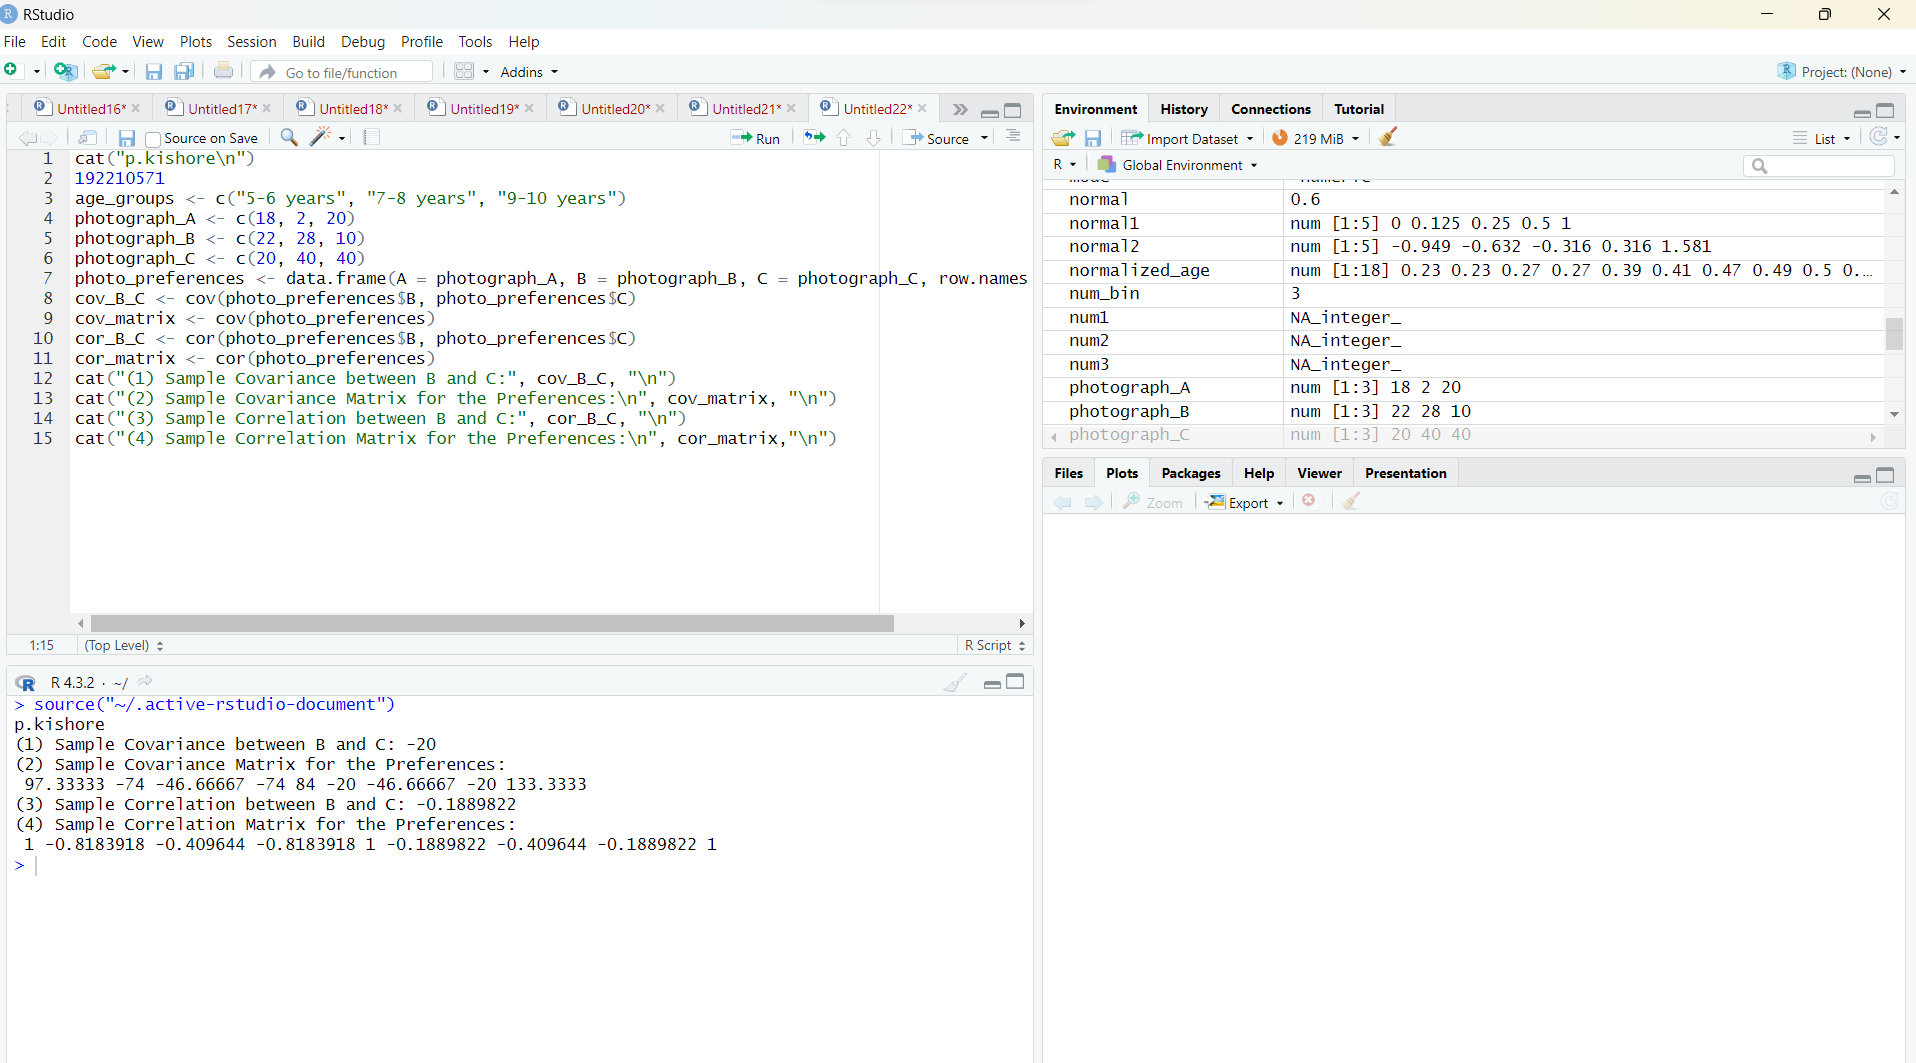 RStudio
File Edit Code View Plots Session Build Debug Profile Tools Help
Go to file/function Addins Project: (None)
Untitled16* Untitled17* Untitled18* Untitled19* Untitled20* Untitled21* Untitled22*
Source on Save Run Source
1 cat("p.kishore\n")
2 192210571
3 age_groups <- c("5-6 years", "7-8 years", "9-10 years")
4 photograph_A <- c(18, 2, 20)
5 photograph_B <- c(22, 28, 10)
6 photograph_C <- c(20, 40, 40)
7 photo_preferences <- data.frame(A = photograph_A, B = photograph_B, C = photograph_C, row.names
8 cov_B_C <- cov(photo_preferences$B, photo_preferences$C)
9 cov_matrix <- cov(photo_preferences)
10 cor_B_C <- cor(photo_preferences$B, photo_preferences$C)
11 cor_matrix <- cor(photo_preferences)
12 cat("(1) Sample Covariance between B and C:", cov_B_C, "\n")
13 cat("(2) Sample Covariance Matrix for the Preferences:\n", cov_matrix, "\n")
14 cat("(3) Sample Correlation between B and C:", cor_B_C, "\n")
15 cat("(4) Sample Correlation Matrix for the Preferences:\n", cor_matrix,"\n")
1:15 (Top Level) R Script
R 4.3.2 · ~/
> source("~/.active-rstudio-document")
p.kishore
(1) Sample Covariance between B and C: -20
(2) Sample Covariance Matrix for the Preferences:
97.33333 -74 -46.66667 -74 84 -20 -46.66667 -20 133.3333
(3) Sample Correlation between B and C: -0.1889822
(4) Sample Correlation Matrix for the Preferences:
1 -0.8183918 -0.409644 -0.8183918 1 -0.1889822 -0.409644 -0.1889822 1
>
Environment History Connections Tutorial
Import Dataset 219 MiB List
R Global Environment
normal 0.6
normal1 num [1:5] 0 0.125 0.25 0.5 1
normal2 num [1:5] -0.949 -0.632 -0.316 0.316 1.581
normalized_age num [1:18] 0.23 0.23 0.27 0.27 0.39 0.41 0.47 0.49 0.5 0.…
num_bin 3
num1 NA_integer_
num2 NA_integer_
num3 NA_integer_
photograph_A num [1:3] 18 2 20
photograph_B num [1:3] 22 28 10
photograph_C num [1:3] 20 40 40
Files Plots Packages Help Viewer Presentation
Zoom Export